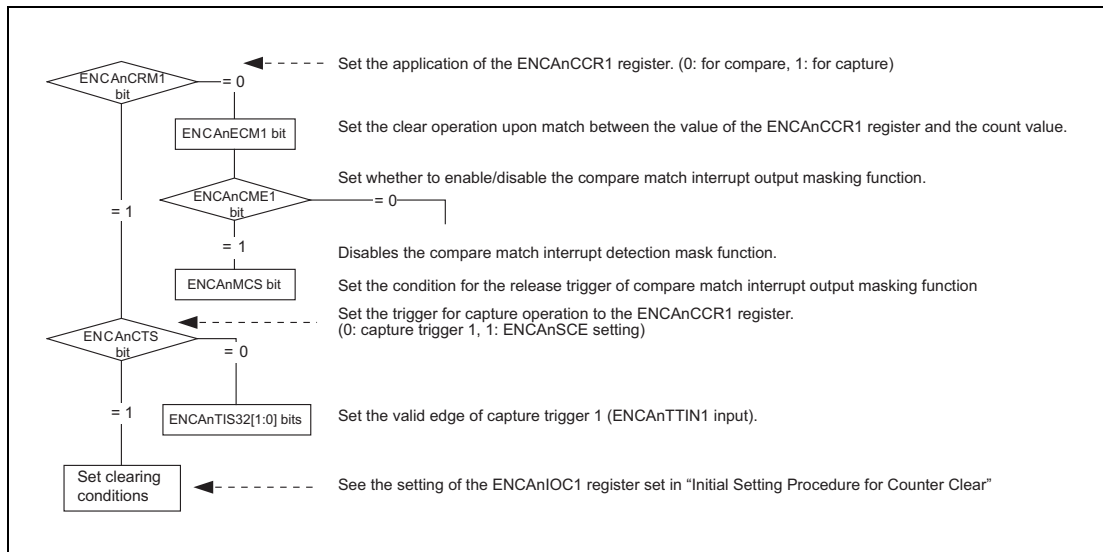 ENCAnCRM1
bit
= 0
Set the application of the ENCAnCCR1 register. (0: for compare, 1: for capture)
ENCAnECM1 bit
Set the clear operation upon match between the value of the ENCAnCCR1 register and the count value.
Set whether to enable/disable the compare match interrupt output masking function.
ENCAnCME1
bit
= 0
= 1
= 1
Disables the compare match interrupt detection mask function.
ENCAnMCS bit
Set the condition for the release trigger of compare match interrupt output masking function
Set the trigger for capture operation to the ENCAnCCR1 register.
(0: capture trigger 1, 1: ENCAnSCE setting)
ENCAnCTS
bit
= 0
= 1
ENCAnTIS32[1:0] bits
Set the valid edge of capture trigger 1 (ENCAnTTIN1 input).
Set clearing
conditions
See the setting of the ENCAnIOC1 register set in “Initial Setting Procedure for Counter Clear”